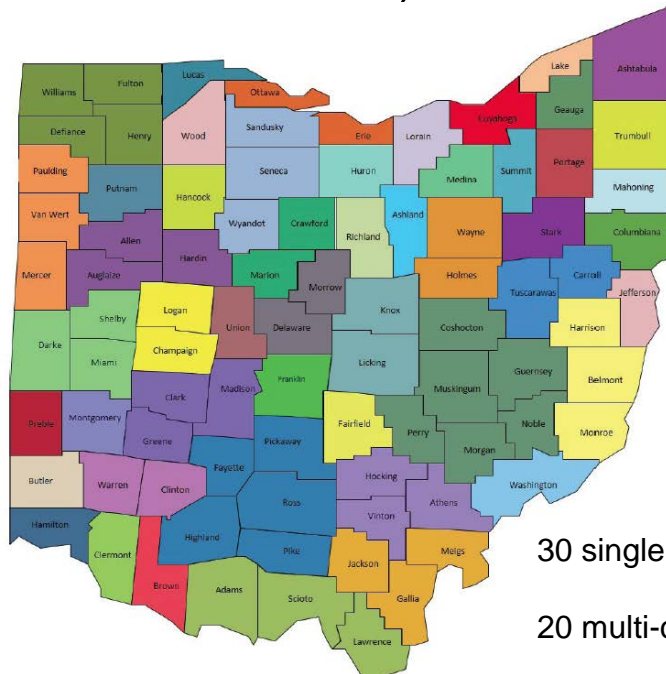 Williams
Fulton
Lucas
Ottawa
Lake
Ashtabula
Geauga
Cuyahoga
Defiance
Henry
Wood
Sandusky
Erie
Lorain
Trumbull
Paulding
Putnam
Hancock
Seneca
Huron
Medina
Summit
Portage
Mahoning
Van Wert
Allen
Wyandot
Crawford
Richland
Ashland
Wayne
Stark
Columbiana
Mercer
Auglaize
Hardin
Marion
Morrow
Holmes
Tuscarawas
Carroll
Jefferson
Shelby
Logan
Union
Delaware
Knox
Coshocton
Harrison
Darke
Miami
Champaign
Licking
Guernsey
Belmont
Clark
Madison
Franklin
Muskingum
Preble
Montgomery
Greene
Pickaway
Fairfield
Perry
Morgan
Noble
Monroe
Fayette
Butler
Warren
Clinton
Ross
Hocking
Athens
Washington
Hamilton
Clermont
Highland
Pike
Vinton
Jackson
Meigs
Brown
Adams
Scioto
Gallia
Lawrence
30 single
20 multi-